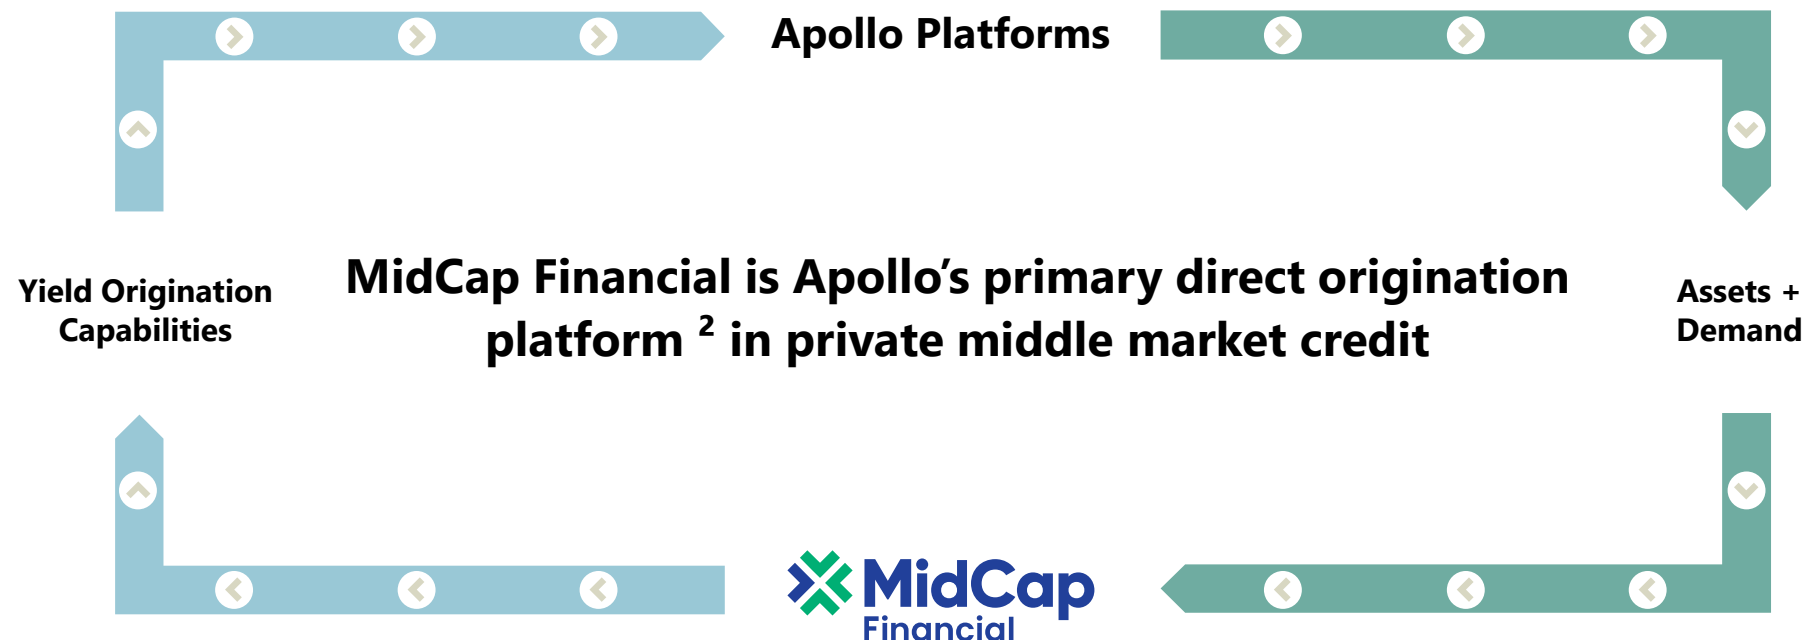 Apollo Platforms
Yield Origination
Capabilities
MidCap Financial is Apollo’s primary direct origination
platform ² in private middle market credit
Assets +
Demand
MidCap
Financial